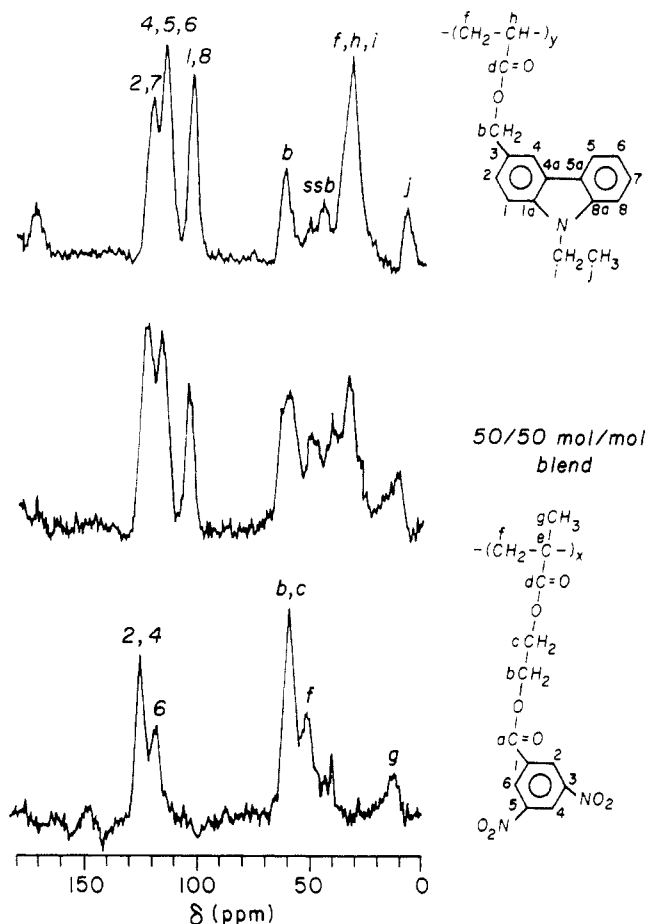 4,5,6
2,7
1,8
f,h,i
b
ssb
j
f h
-(CH₂-CH-)y
dC=O
O
bCH₂
3 4 5 6
4a 5a
2 7
1 1a 8a 8
N
CH₂CH₃
i j
50/50 mol/mol
blend
2,4
6
b,c
f
g
gCH₃
f e
-(CH₂-C-)x
dC=O
O
cCH₂
bCH₂
O
aC=O
1 2
6 3
5 4
NO₂
O₂N
150 100 50 0
δ (ppm)